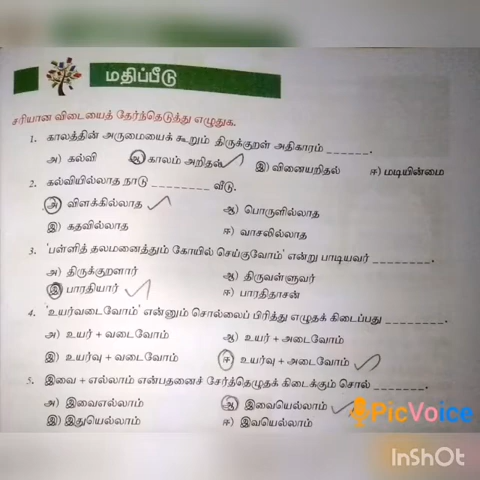 மதிப்பீடு
சரியான விடையைத் தேர்ந்தெடுத்து எழுதுக.
1. காலத்தின் அருமையைக் கூறும் திருக்குறள் அதிகாரம் ______.
அ) கல்வி ஆ) காலம் அறிதல் இ) வினையறிதல் ஈ) மடியின்மை
2. கல்வியில்லாத நாடு ________ வீடு.
அ) விளக்கில்லாத ஆ) பொருளில்லாத
இ) கதவில்லாத ஈ) வாசலில்லாத
3. 'பள்ளித் தலமனைத்தும் கோயில் செய்குவோம்' என்று பாடியவர் ________.
அ) திருக்குறளார் ஆ) திருவள்ளுவர்
இ) பாரதியார் ஈ) பாரதிதாசன்
4. 'உயர்வடைவோம்' என்னும் சொல்லைப் பிரித்து எழுதக் கிடைப்பது ________.
அ) உயர் + வடைவோம் ஆ) உயர் + அடைவோம்
இ) உயர்வு + வடைவோம் ஈ) உயர்வு + அடைவோம்
5. இவை + எல்லாம் என்பதனைச் சேர்த்தெழுதக் கிடைக்கும் சொல் _______.
அ) இவைஎல்லாம் ஆ) இவையெல்லாம்
இ) இதுயெல்லாம் ஈ) இவயெல்லாம்
PicVoice
InShOt